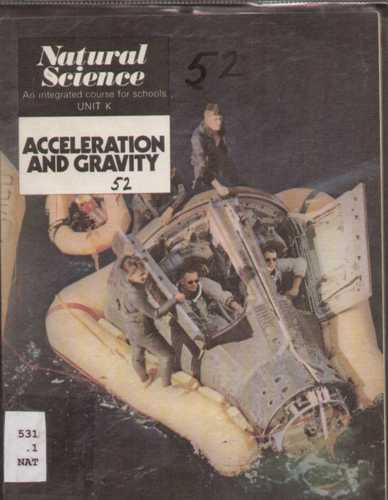 Natural
Science
An integrated course for schools
UNIT K
52
ACCELERATION
AND GRAVITY
52
531
.1
NAT